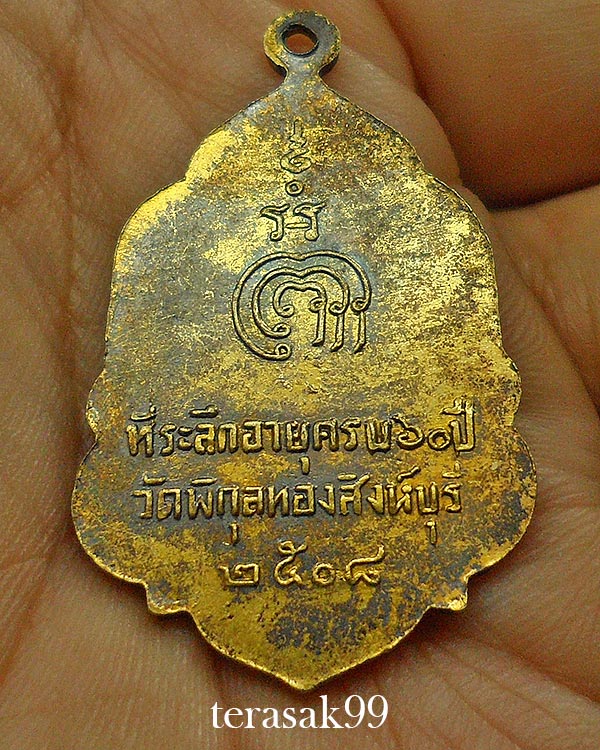 ที่ระลึกอายุครบ๖๐ปี
วัดพิกุลทองสิงห์บุรี
๒๕๑๘
terasak99